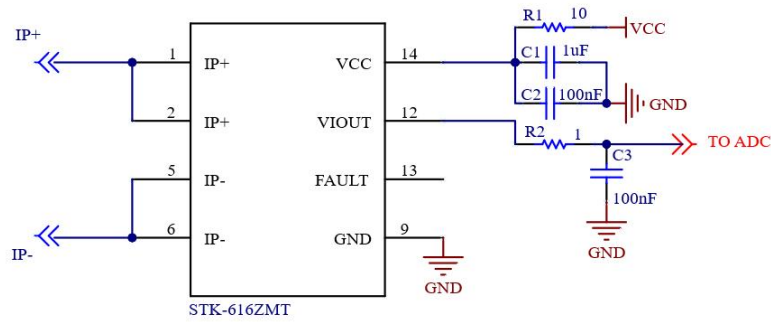 IP+
1
IP+
VCC
14
R1
10
VCC
C1
1uF
C2
100nF
GND
2
IP+
VIOUT
12
R2
1
TO ADC
C3
100nF
GND
5
IP-
FAULT
13
6
IP-
GND
9
GND
IP-
STK-616ZMT